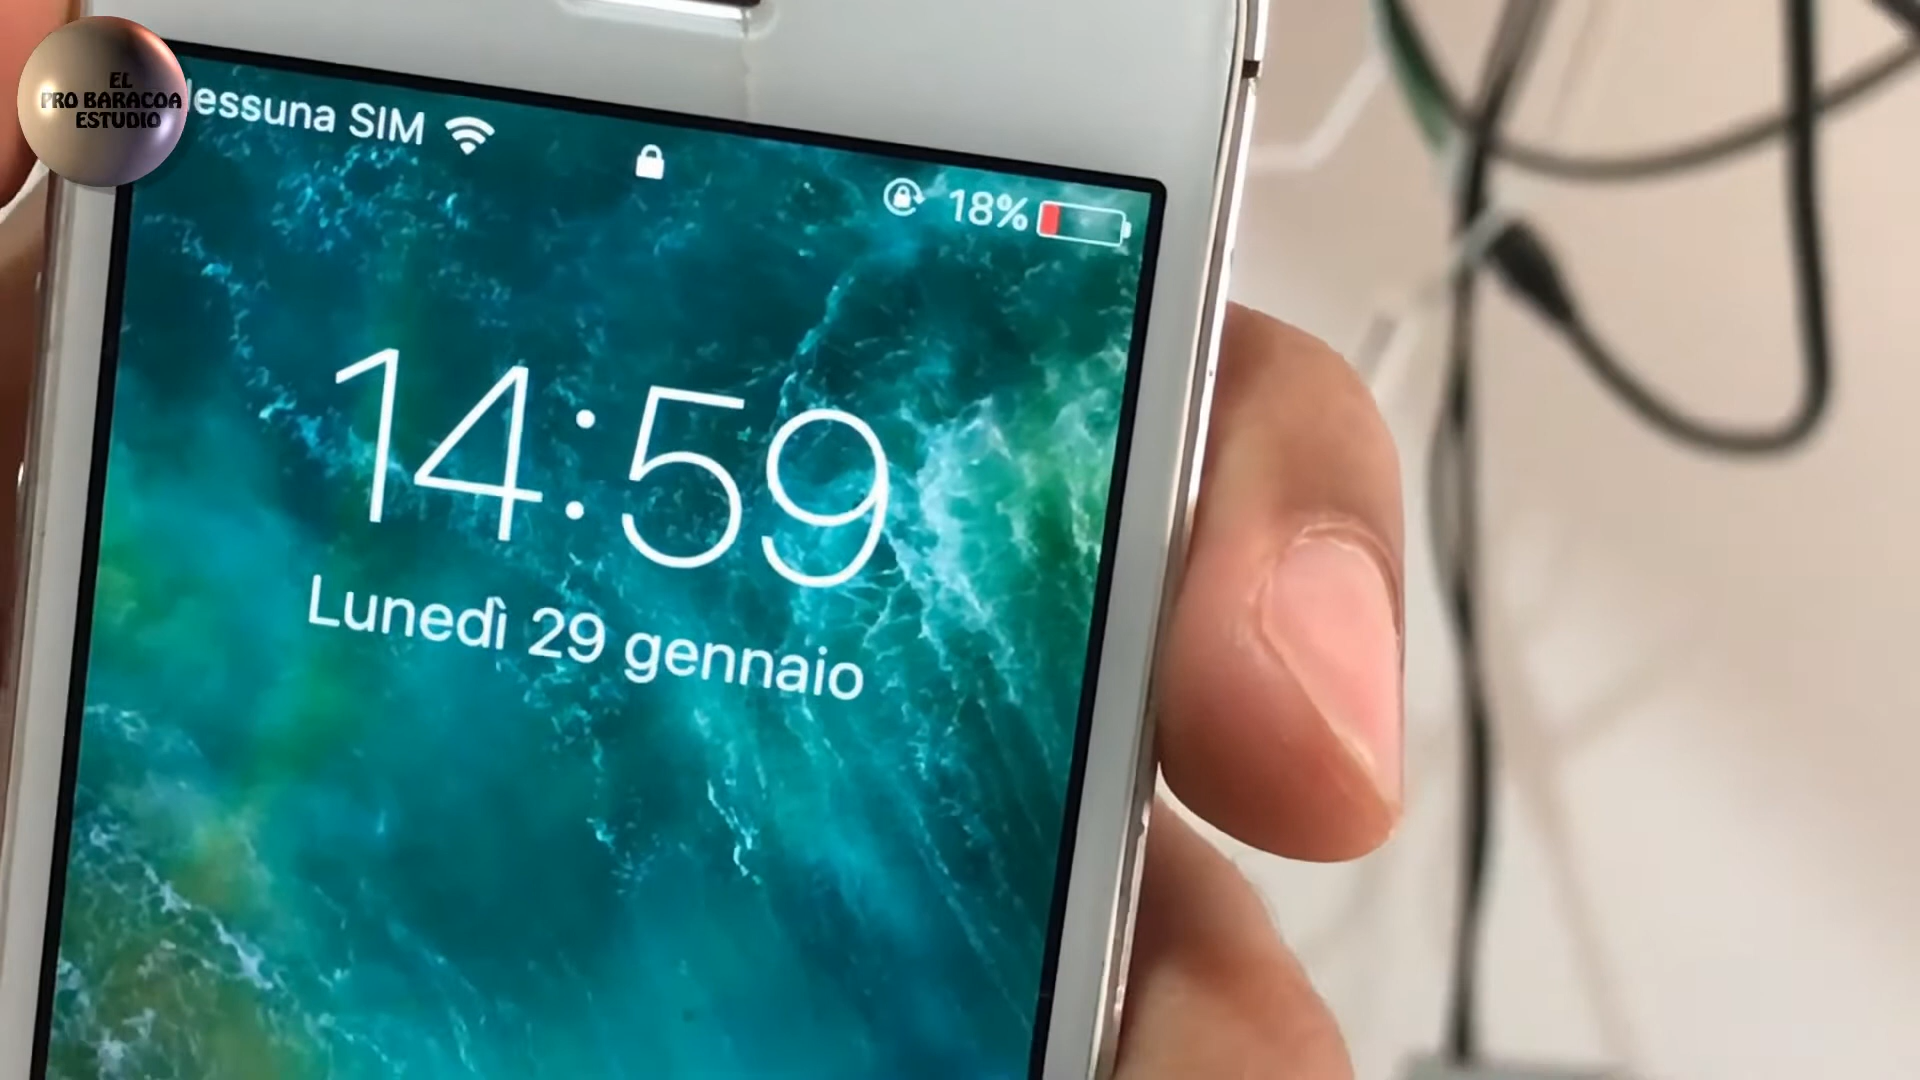 EL
PRO BARACOA
ESTUDIO
essuna SIM
18%
14:59
Lunedì 29 gennaio